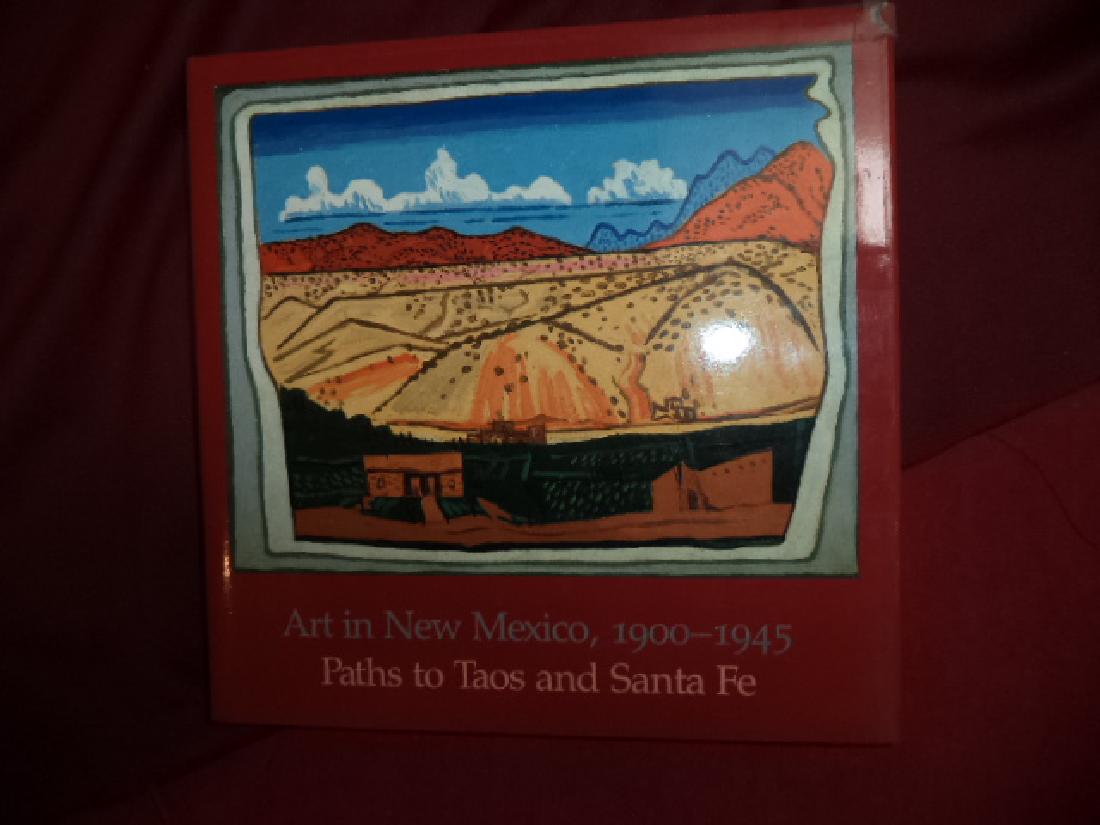 Art in New Mexico, 1900–1945
Paths to Taos and Santa Fe